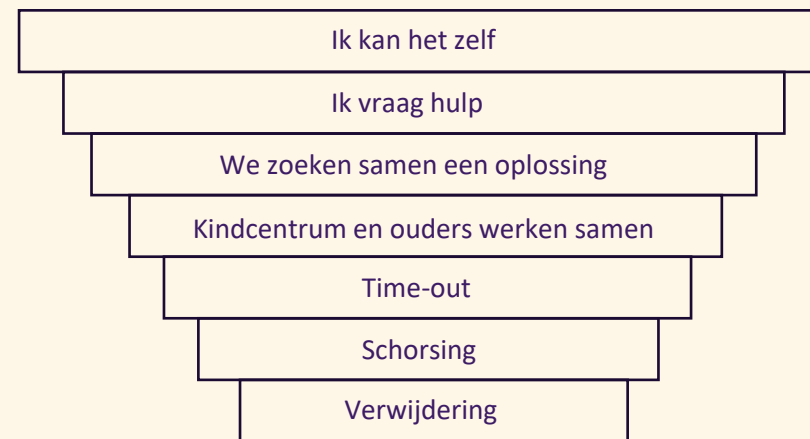 Ik kan het zelf
Ik vraag hulp
We zoeken samen een oplossing
Kindcentrum en ouders werken samen
Time-out
Schorsing
Verwijdering